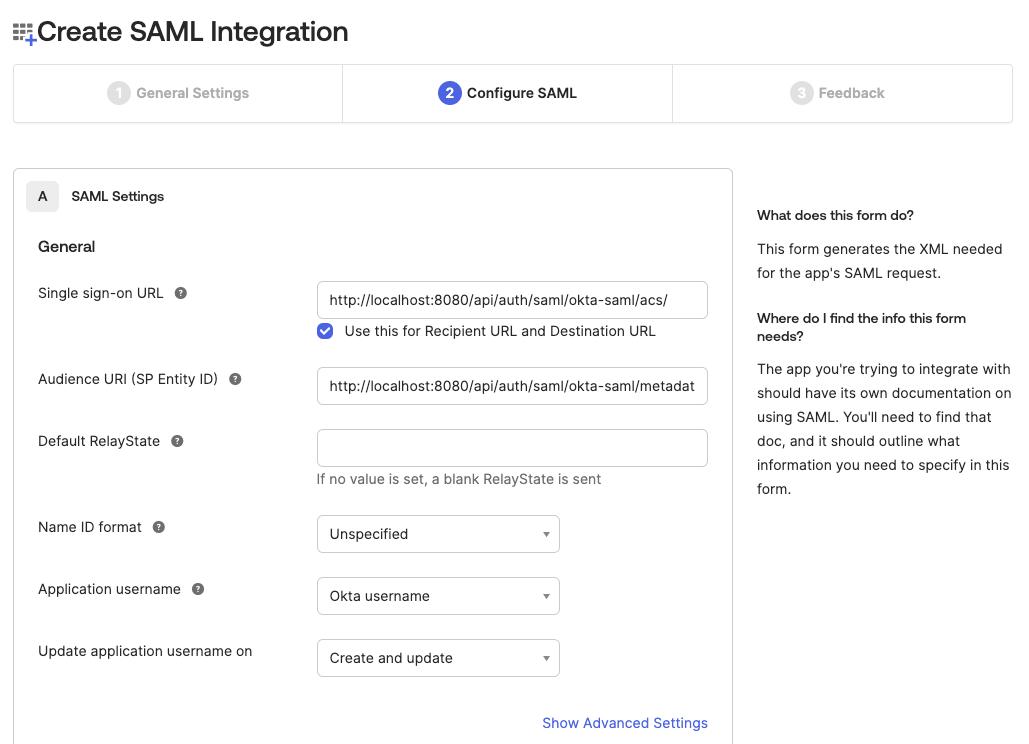 Create SAML Integration
1 General Settings
2 Configure SAML
3 Feedback
A SAML Settings
General
Single sign-on URL ?
http://localhost:8080/api/auth/saml/okta-saml/acs/
Use this for Recipient URL and Destination URL
Audience URI (SP Entity ID) ?
http://localhost:8080/api/auth/saml/okta-saml/metadat
Default RelayState ?
If no value is set, a blank RelayState is sent
Name ID format ?
Unspecified
Application username ?
Okta username
Update application username on
Create and update
Show Advanced Settings
What does this form do?
This form generates the XML needed
for the app's SAML request.
Where do I find the info this form
needs?
The app you're trying to integrate with
should have its own documentation on
using SAML. You'll need to find that
doc, and it should outline what
information you need to specify in this
form.